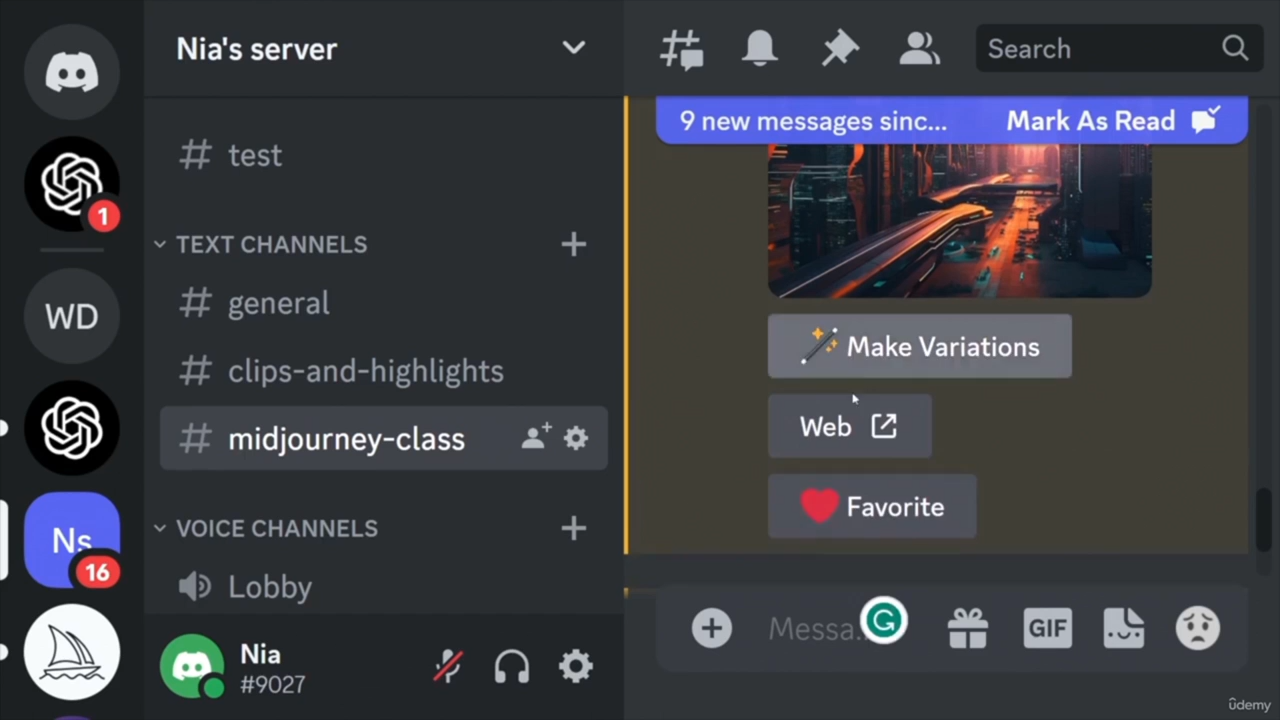 1
WD
Ns
16
Nia's server
test
TEXT CHANNELS
general
clips-and-highlights
midjourney-class
VOICE CHANNELS
Lobby
Nia
#9027
Search
9 new messages sinc...
Mark As Read
Make Variations
Web
Favorite
Messa.
GIF
ûdemy